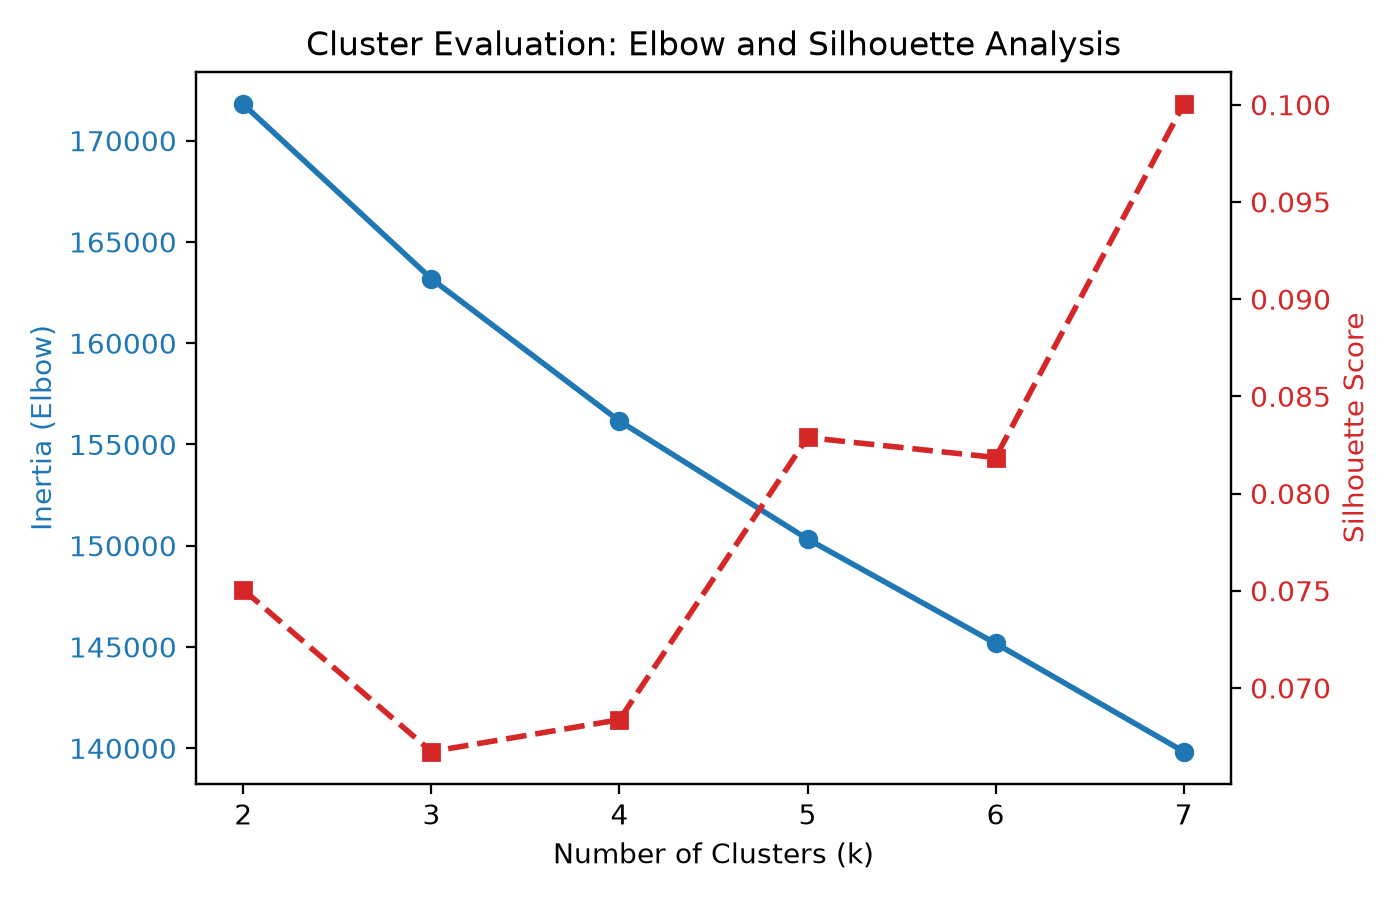 Cluster Evaluation: Elbow and Silhouette Analysis
170000
165000
160000
155000
150000
145000
140000
Inertia (Elbow)
0.100
0.095
0.090
0.085
0.080
0.075
0.070
Silhouette Score
2 3 4 5 6 7
Number of Clusters (k)